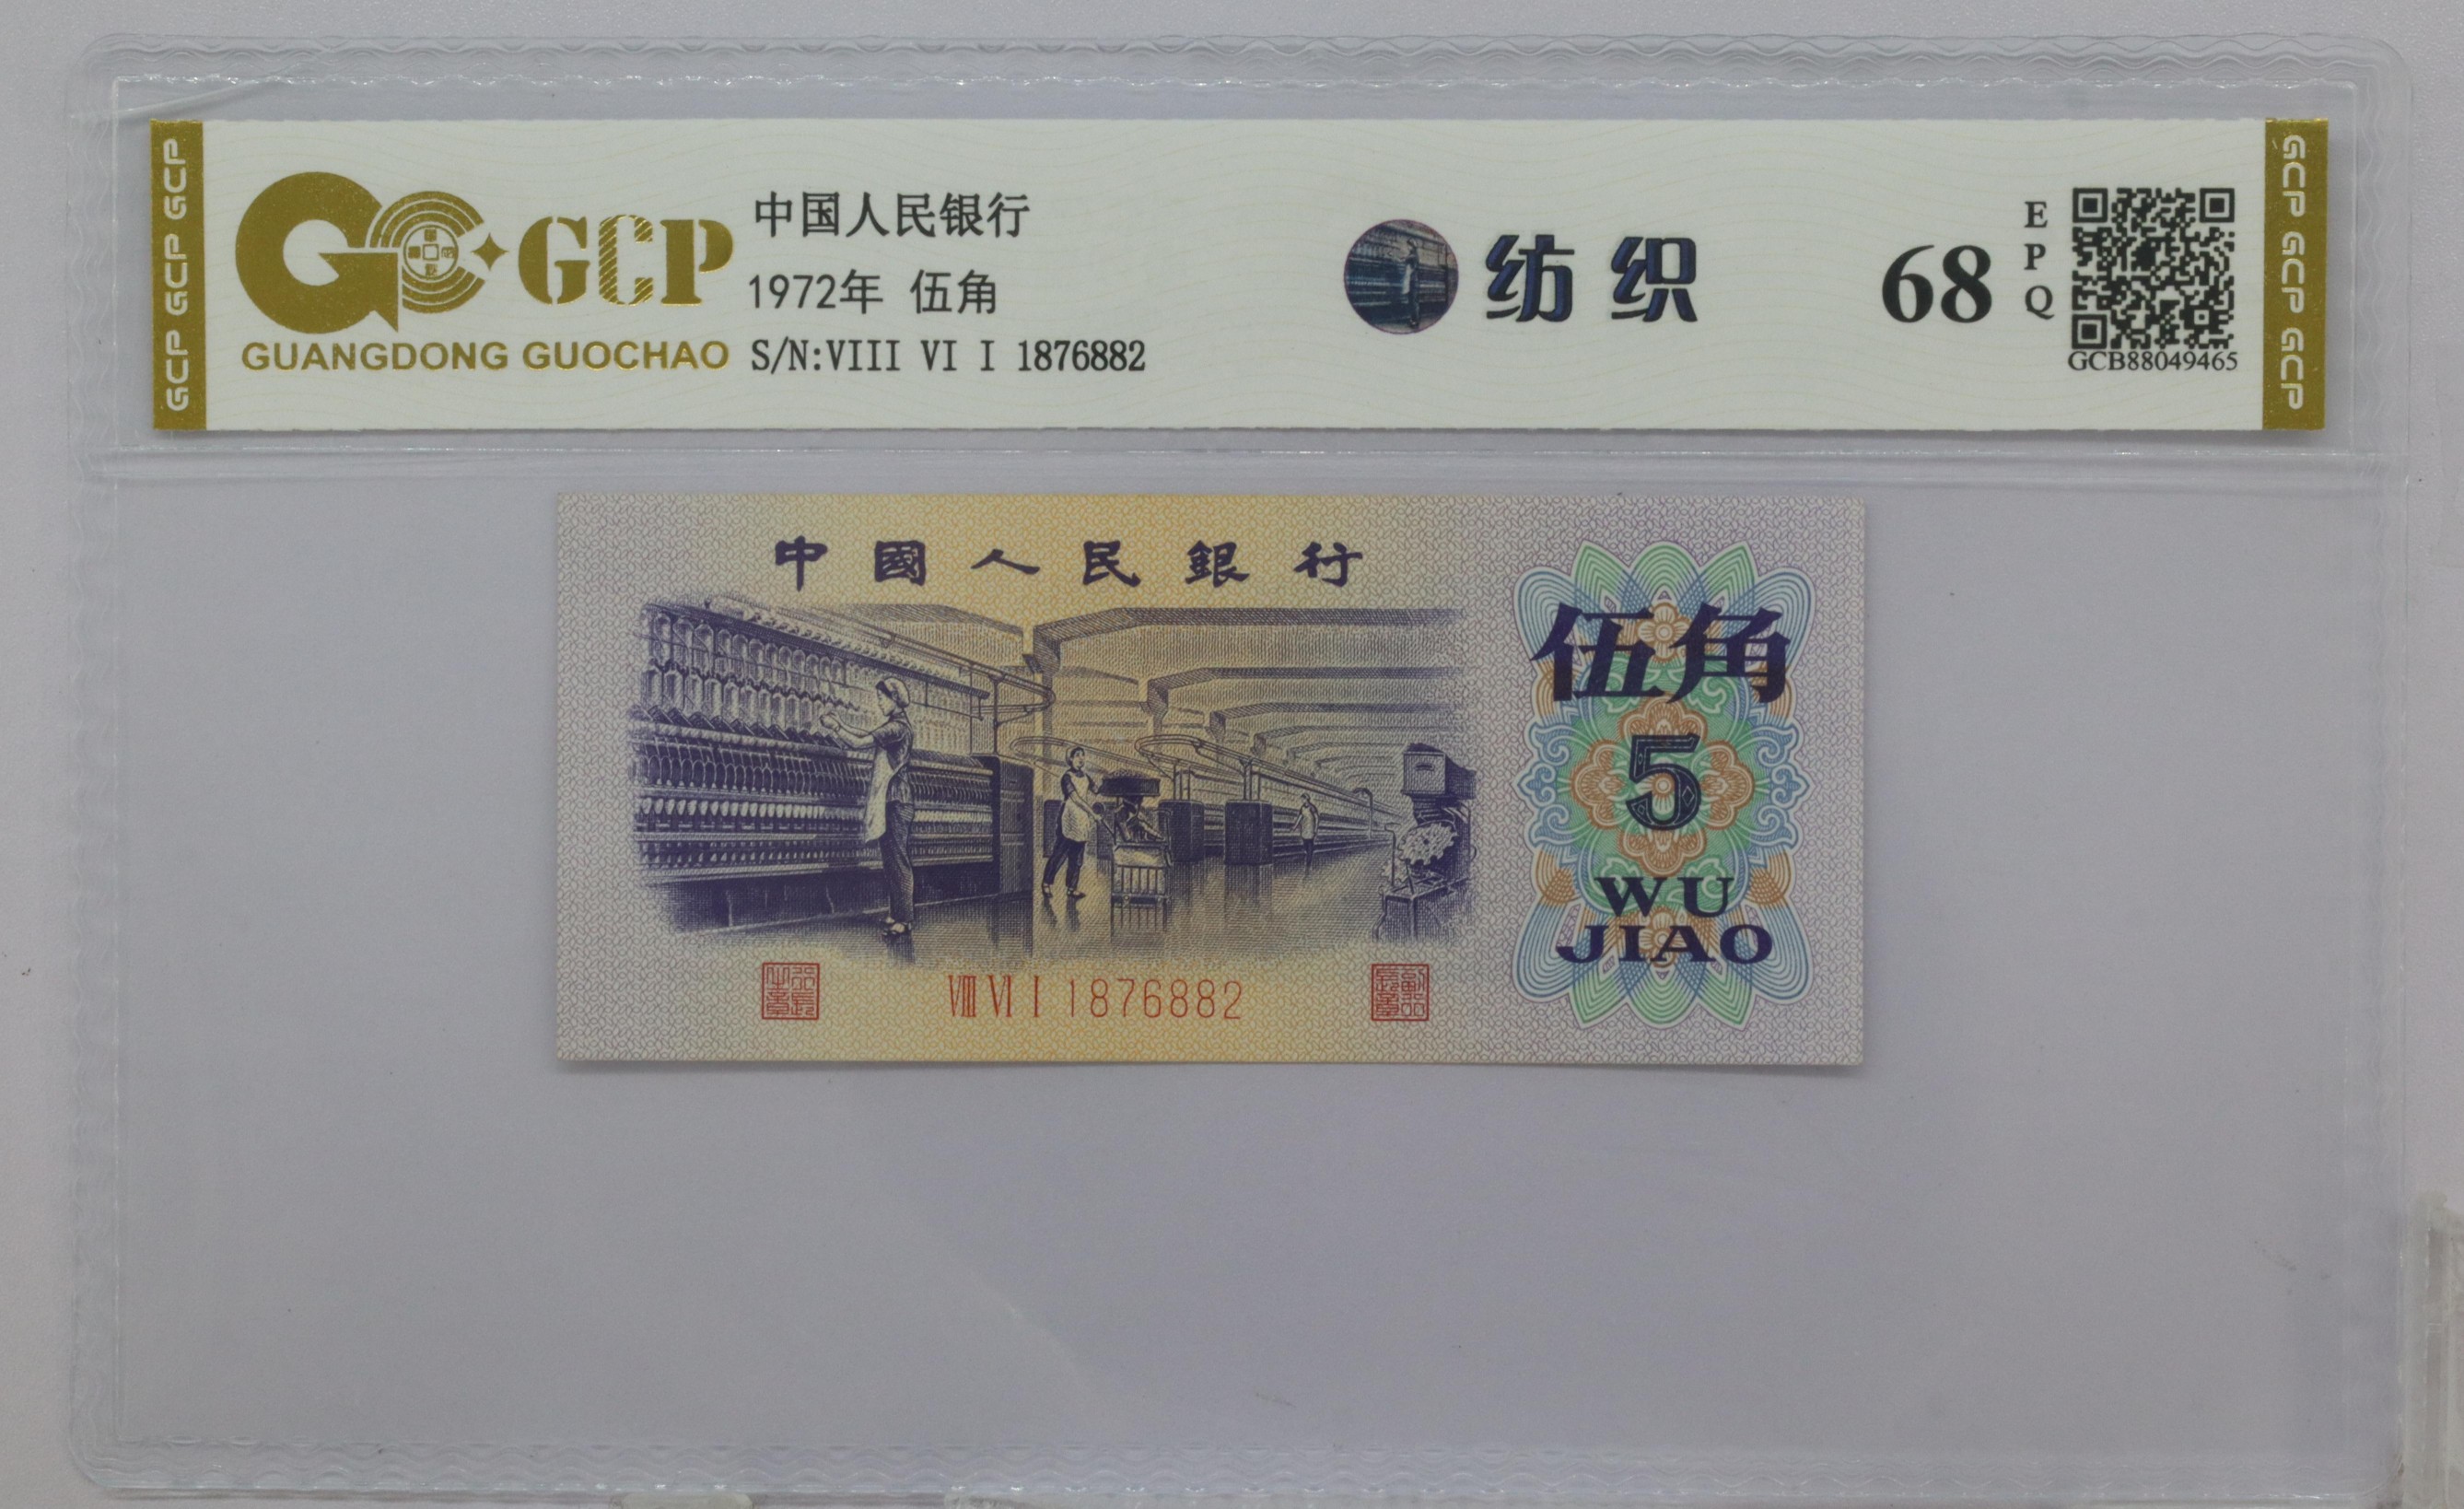 GCP GCP GCP
GCP
GUANGDONG GUOCHAO
中国人民银行
1972年 伍角
S/N:VIII VI I 1876882
纺织
68
EPQ
GCB88049465
GCP GCP GCP
中國人民銀行
伍角
5
WU
JIAO
VIII VI I 1876882